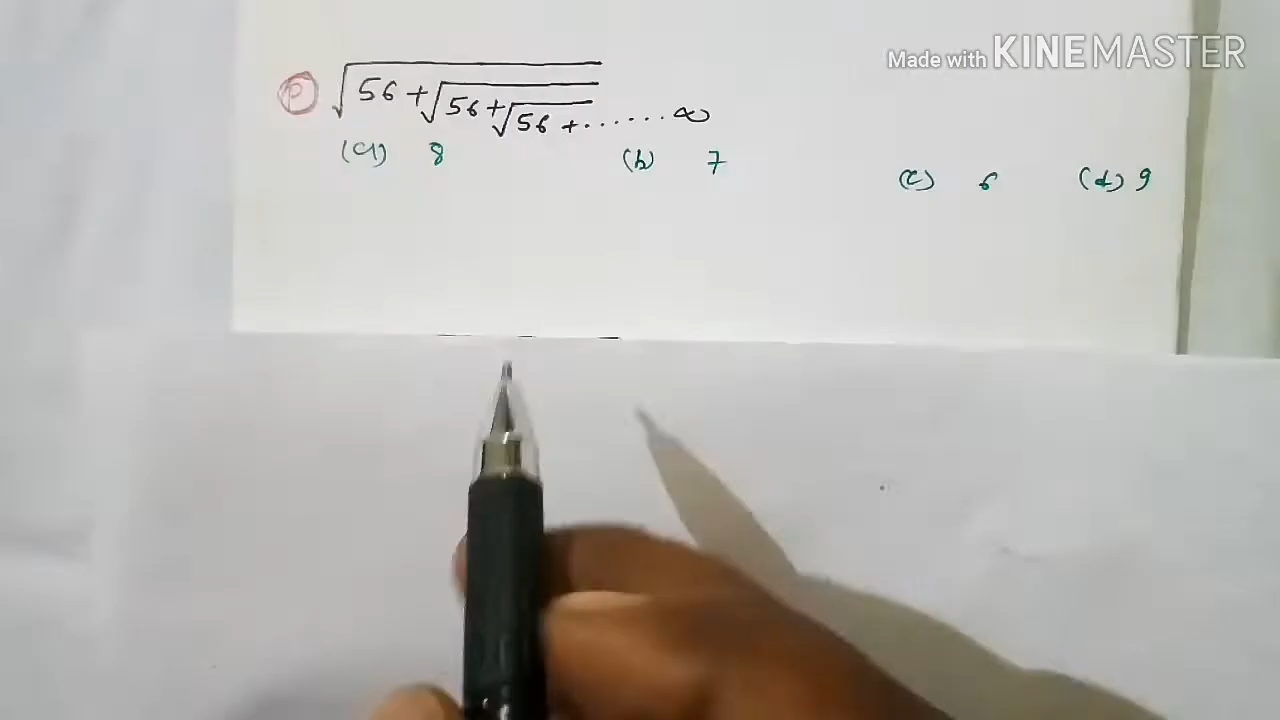 Made with KINEMASTER
P √56 + √56 + √56 + ...... ∞
(a) 8 (b) 7 (c) 6 (d) 9